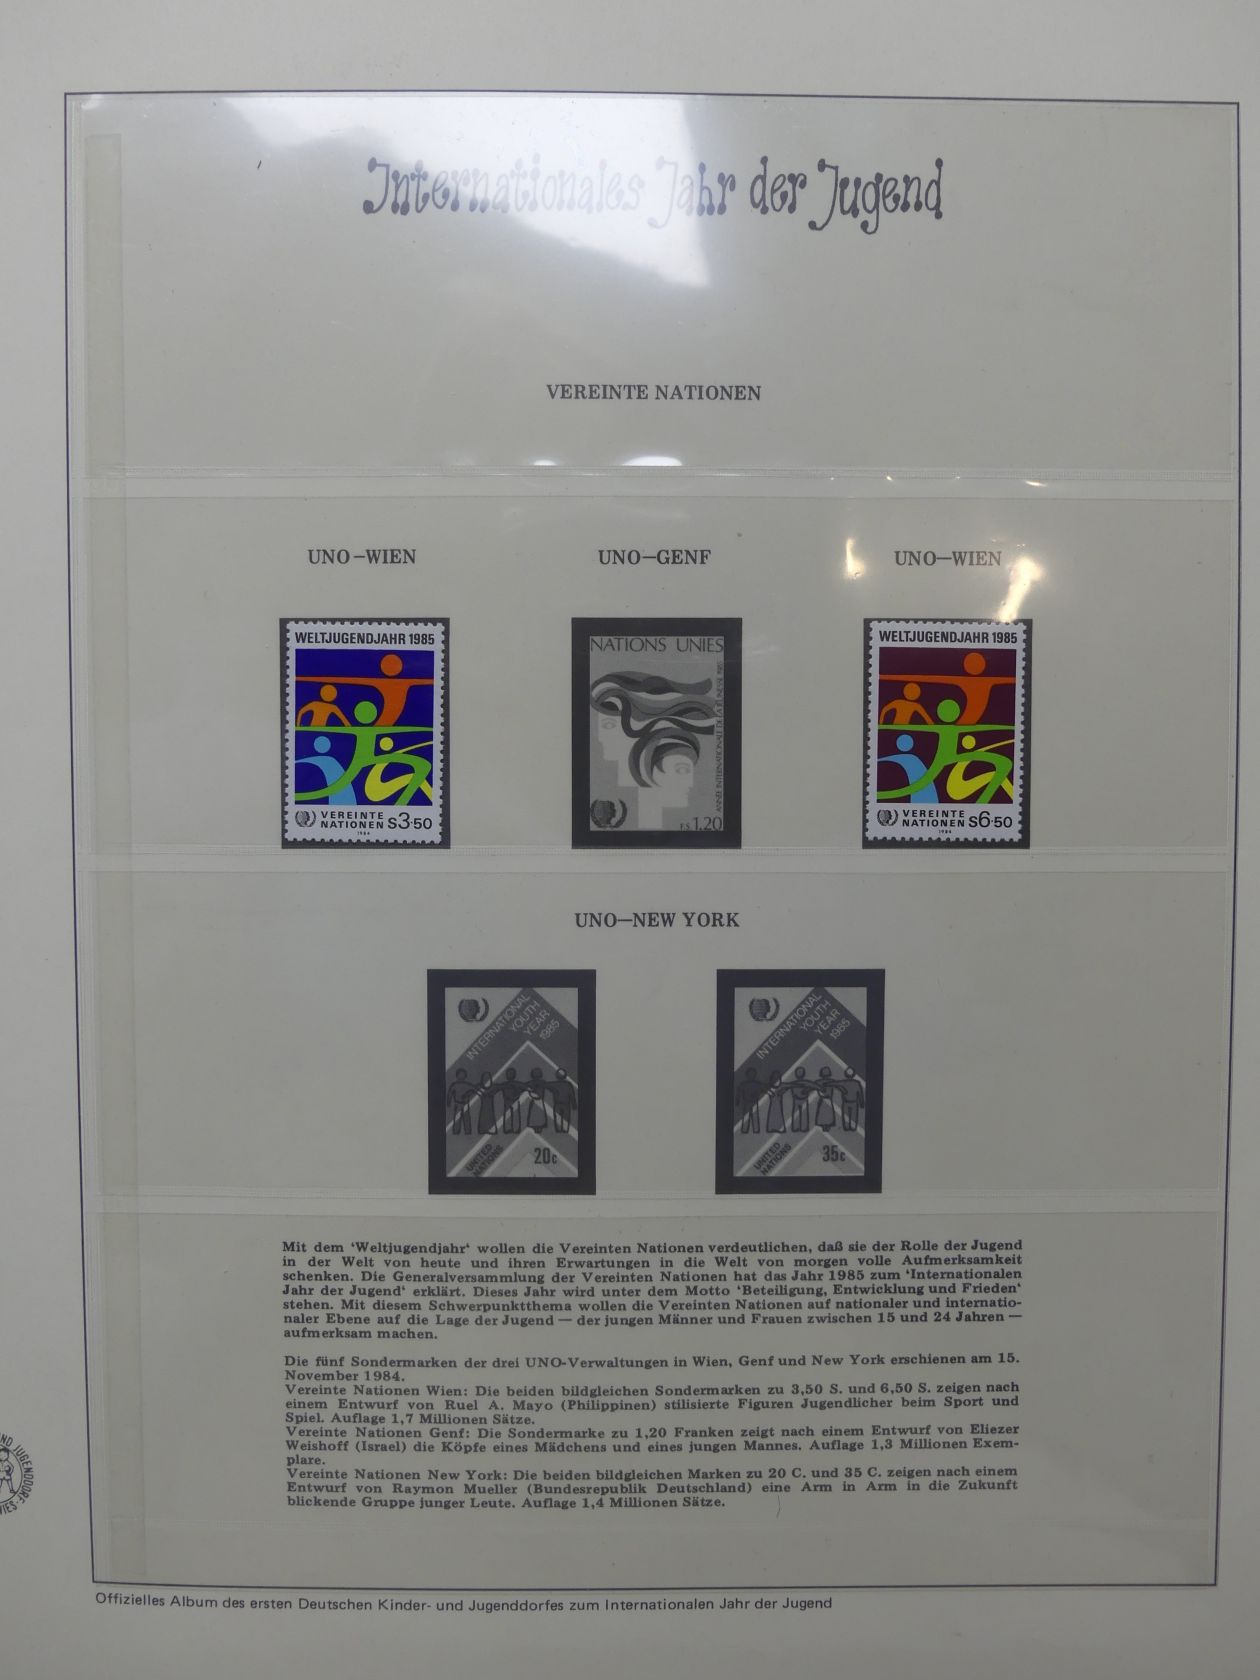 Internationales Jahr der Jugend
VEREINTE NATIONEN
UNO–WIEN
UNO–GENF
UNO–WIEN
WELTJUGENDJAHR 1985
VEREINTE
NATIONEN S3·50
1984
NATIONS UNIES
ANNÉE INTERNATIONALE DE LA JEUNESSE 1985
F.S. 1.20
WELTJUGENDJAHR 1985
VEREINTE
NATIONEN S6·50
1984
UNO–NEW YORK
INTERNATIONAL
YOUTH
YEAR
1985
UNITED
NATIONS
20c
INTERNATIONAL
YOUTH
YEAR
1985
UNITED
NATIONS
35c
Mit dem ‘Weltjugendjahr‘ wollen die Vereinten Nationen verdeutlichen, daß sie der Rolle der Jugend
in der Welt von heute und ihren Erwartungen in die Welt von morgen volle Aufmerksamkeit
schenken. Die Generalversammlung der Vereinten Nationen hat das Jahr 1985 zum ‘Internationalen
Jahr der Jugend‘ erklärt. Dieses Jahr wird unter dem Motto ‘Beteiligung, Entwicklung und Frieden‘
stehen. Mit diesem Schwerpunktthema wollen die Vereinten Nationen auf nationaler und internatio-
naler Ebene auf die Lage der Jugend — der jungen Männer und Frauen zwischen 15 und 24 Jahren —
aufmerksam machen.
Die fünf Sondermarken der drei UNO-Verwaltungen in Wien, Genf und New York erschienen am 15.
November 1984.
Vereinte Nationen Wien: Die beiden bildgleichen Sondermarken zu 3,50 S. und 6,50 S. zeigen nach
einem Entwurf von Ruel A. Mayo (Philippinen) stilisierte Figuren Jugendlicher beim Sport und
Spiel. Auflage 1,7 Millionen Sätze.
Vereinte Nationen Genf: Die Sondermarke zu 1,20 Franken zeigt nach einem Entwurf von Eliezer
Weishoff (Israel) die Köpfe eines Mädchens und eines jungen Mannes. Auflage 1,3 Millionen Exem-
plare.
Vereinte Nationen New York: Die beiden bildgleichen Marken zu 20 C. und 35 C. zeigen nach einem
Entwurf von Raymon Mueller (Bundesrepublik Deutschland) eine Arm in Arm in die Zukunft
blickende Gruppe junger Leute. Auflage 1,4 Millionen Sätze.
ND JUGENDDORF
Offizielles Album des ersten Deutschen Kinder- und Jugenddorfes zum Internationalen Jahr der Jugend